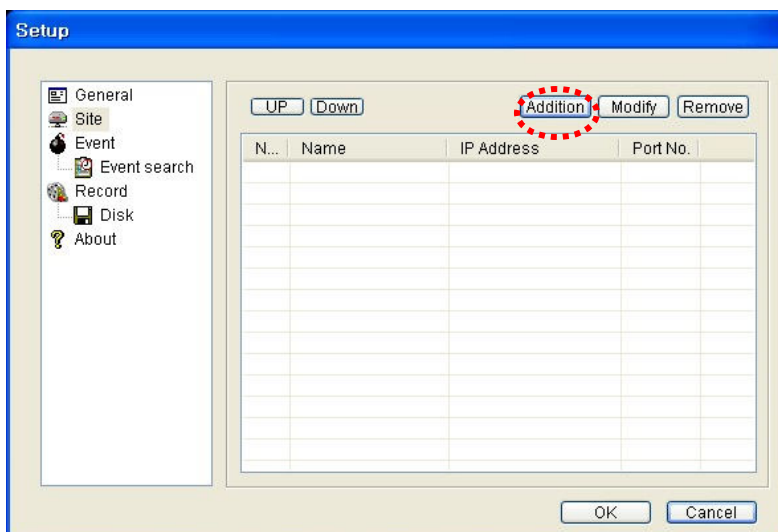 Setup
General
Site
Event
Event search
Record
Disk
About
UP Down Addition Modify Remove
N... Name IP Address Port No.
OK Cancel